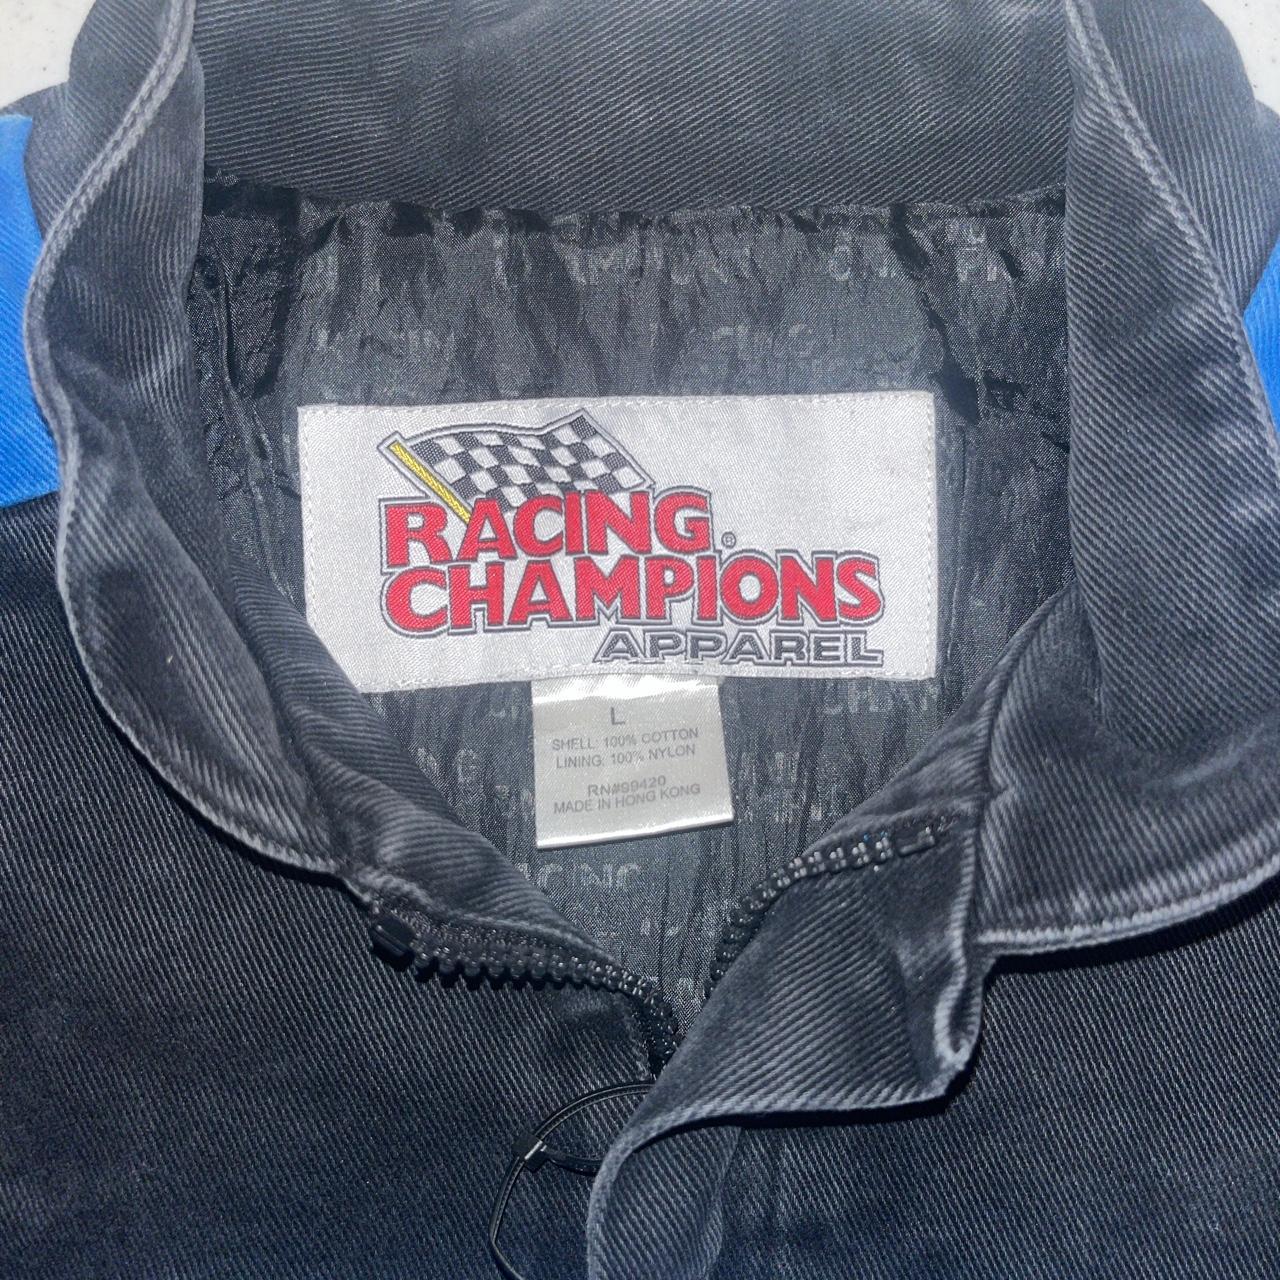 RACING ®
CHAMPIONS
APPAREL
L
SHELL: 100% COTTON
LINING: 100% NYLON
RN#99420
MADE IN HONG KONG